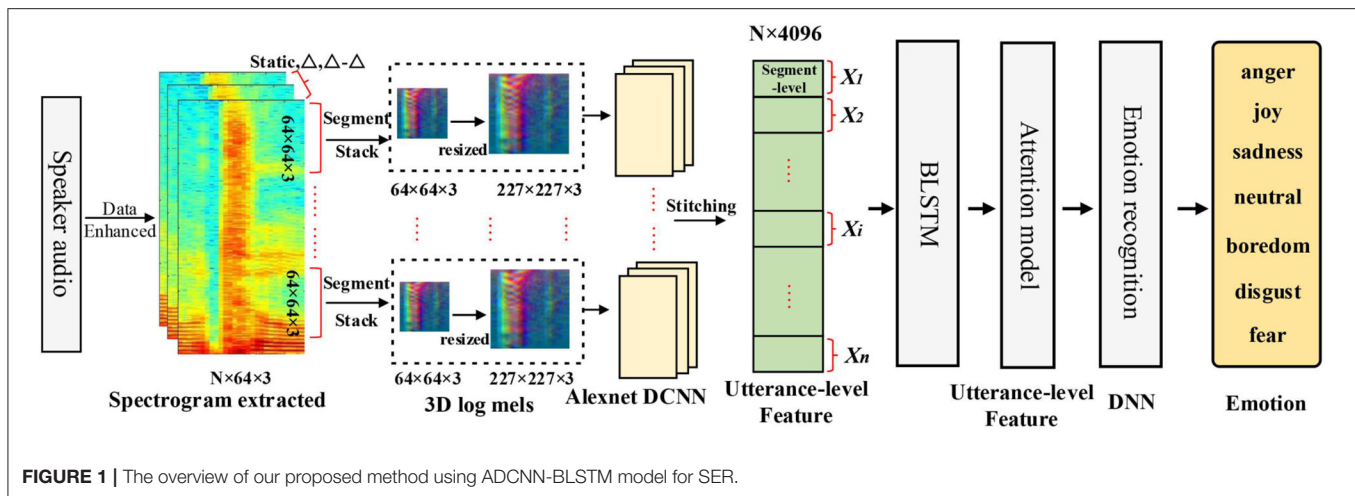 Speaker audio
Data
Enhanced
Static,△,△-△
64×64×3
64×64×3
N×64×3
Spectrogram extracted
Segment
Stack
Segment
Stack
resized
64×64×3
227×227×3
resized
64×64×3
227×227×3
3D log mels
Alexnet DCNN
Stitching
N×4096
Segment
-level
X1
X2
Xi
Xn
Utterance-level
Feature
BLSTM
Attention model
Utterance-level
Feature
Emotion recognition
DNN
anger
joy
sadness
neutral
boredom
disgust
fear
Emotion
FIGURE 1 | The overview of our proposed method using ADCNN-BLSTM model for SER.